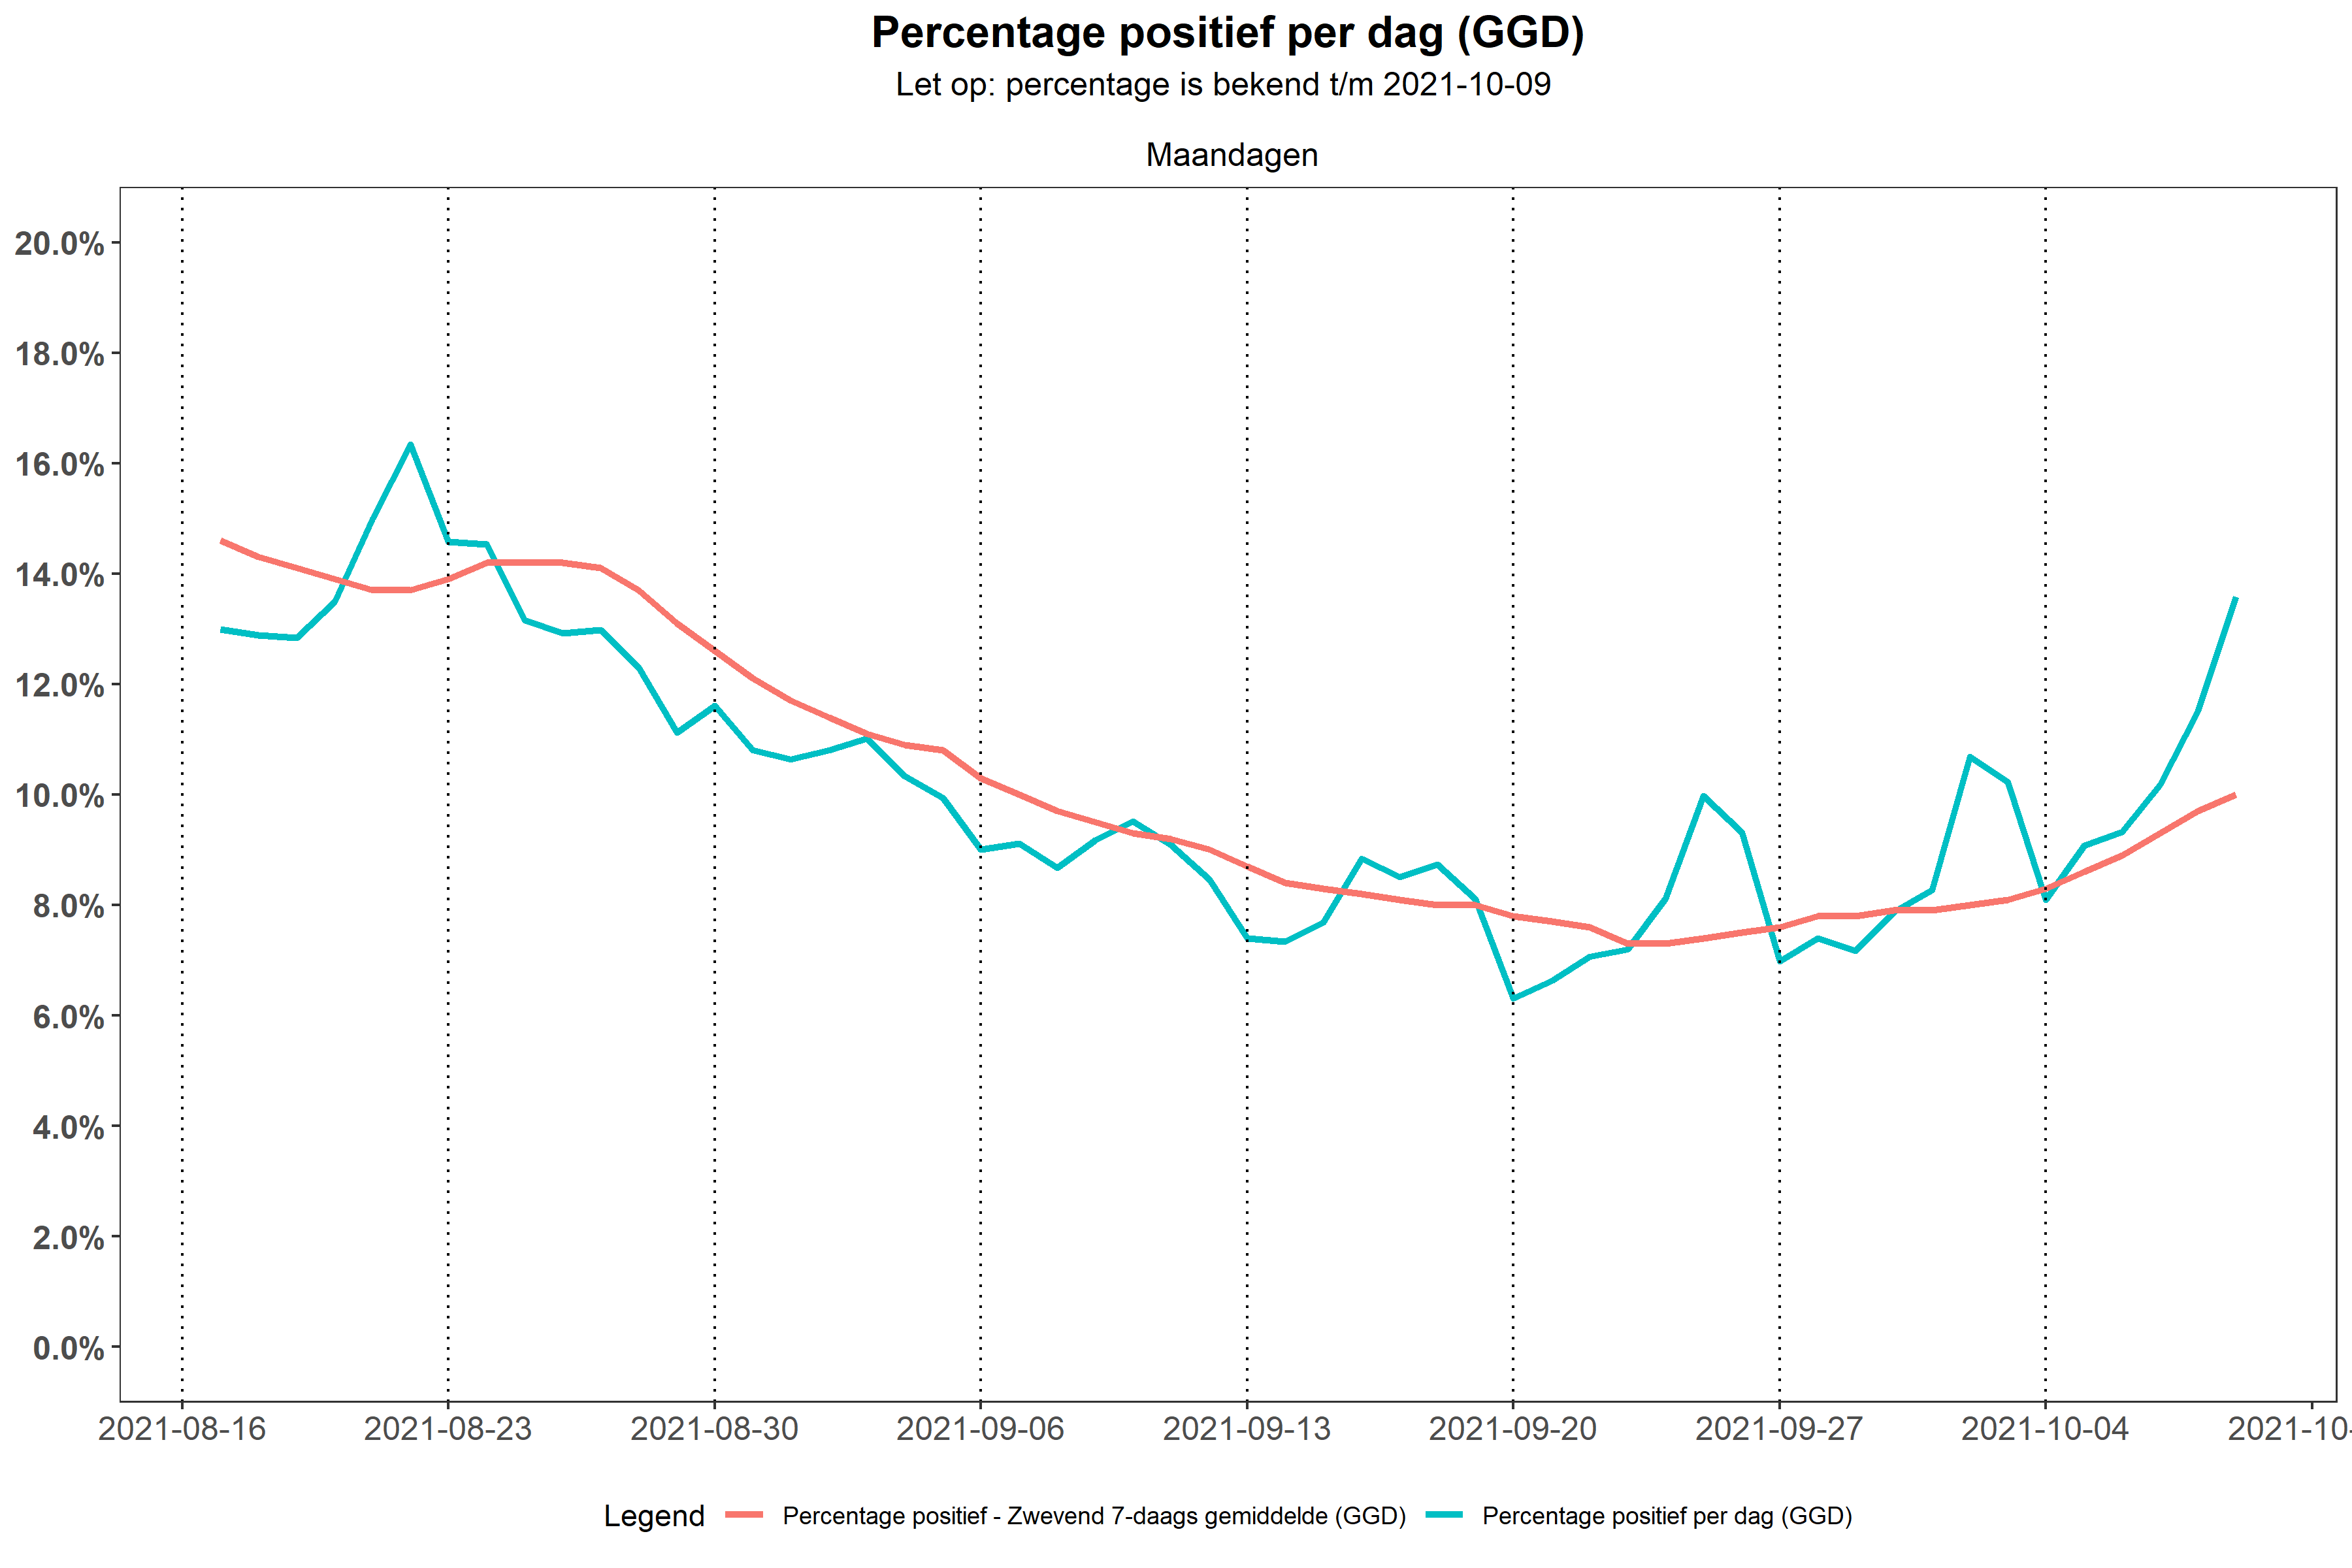 Percentage positief per dag (GGD)
Let op: percentage is bekend t/m 2021-10-09
Maandagen
20.0%
18.0%
16.0%
14.0%
12.0%
10.0%
8.0%
6.0%
4.0%
2.0%
0.0%
2021-08-16 2021-08-23 2021-08-30 2021-09-06 2021-09-13 2021-09-20 2021-09-27 2021-10-04 2021-10-
Legend Percentage positief - Zwevend 7-daags gemiddelde (GGD) Percentage positief per dag (GGD)